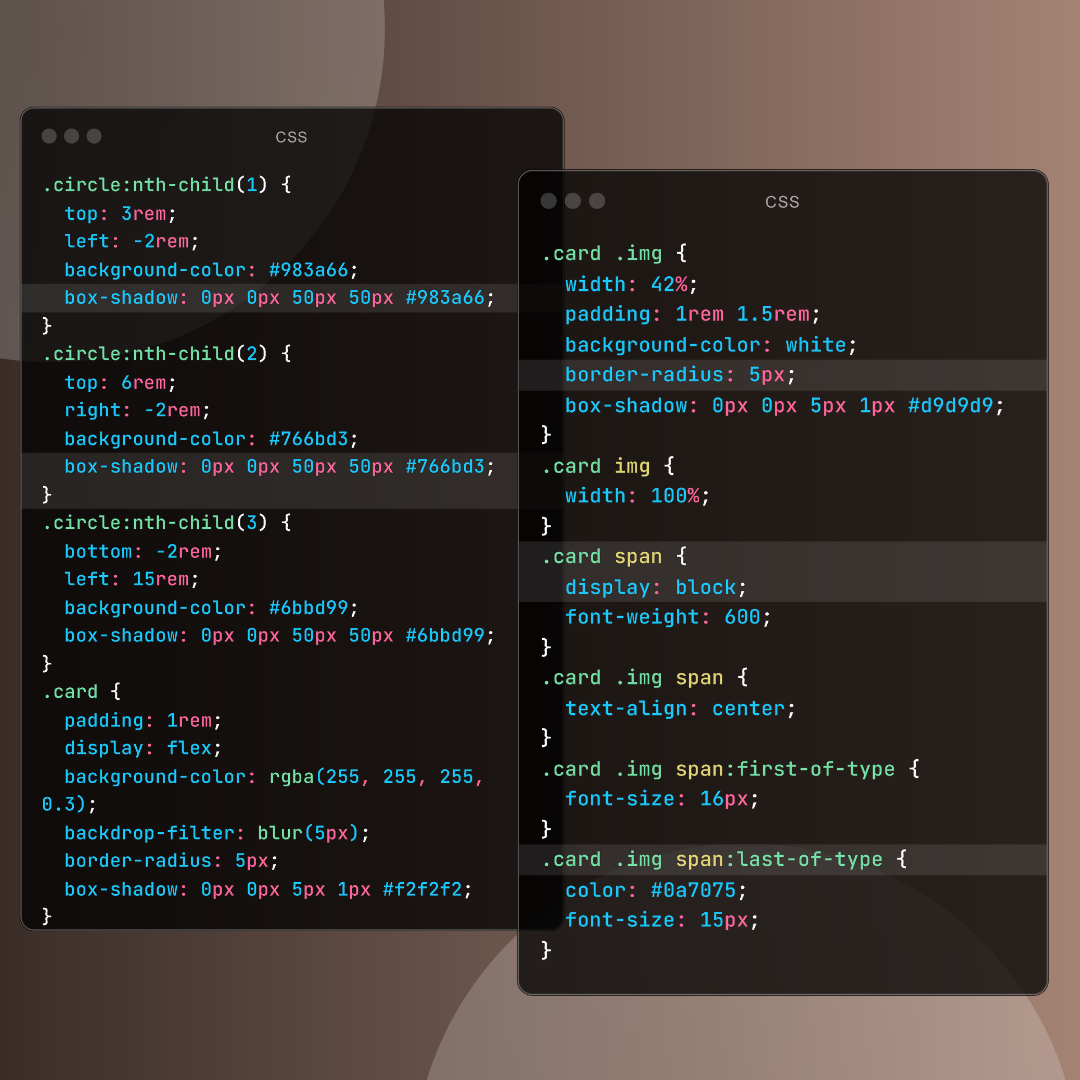 CSS
.circle:nth-child(1) {
  top: 3rem;
  left: -2rem;
  background-color: #983a66;
  box-shadow: 0px 0px 50px 50px #983a66;
}
.circle:nth-child(2) {
  top: 6rem;
  right: -2rem;
  background-color: #766bd3;
  box-shadow: 0px 0px 50px 50px #766bd3;
}
.circle:nth-child(3) {
  bottom: -2rem;
  left: 15rem;
  background-color: #6bbd99;
  box-shadow: 0px 0px 50px 50px #6bbd99;
}
.card {
  padding: 1rem;
  display: flex;
  background-color: rgba(255, 255, 255,
0.3);
  backdrop-filter: blur(5px);
  border-radius: 5px;
  box-shadow: 0px 0px 5px 1px #f2f2f2;
}
CSS
.card .img {
  width: 42%;
  padding: 1rem 1.5rem;
  background-color: white;
  border-radius: 5px;
  box-shadow: 0px 0px 5px 1px #d9d9d9;
}
.card img {
  width: 100%;
}
.card span {
  display: block;
  font-weight: 600;
}
.card .img span {
  text-align: center;
}
.card .img span:first-of-type {
  font-size: 16px;
}
.card .img span:last-of-type {
  color: #0a7075;
  font-size: 15px;
}